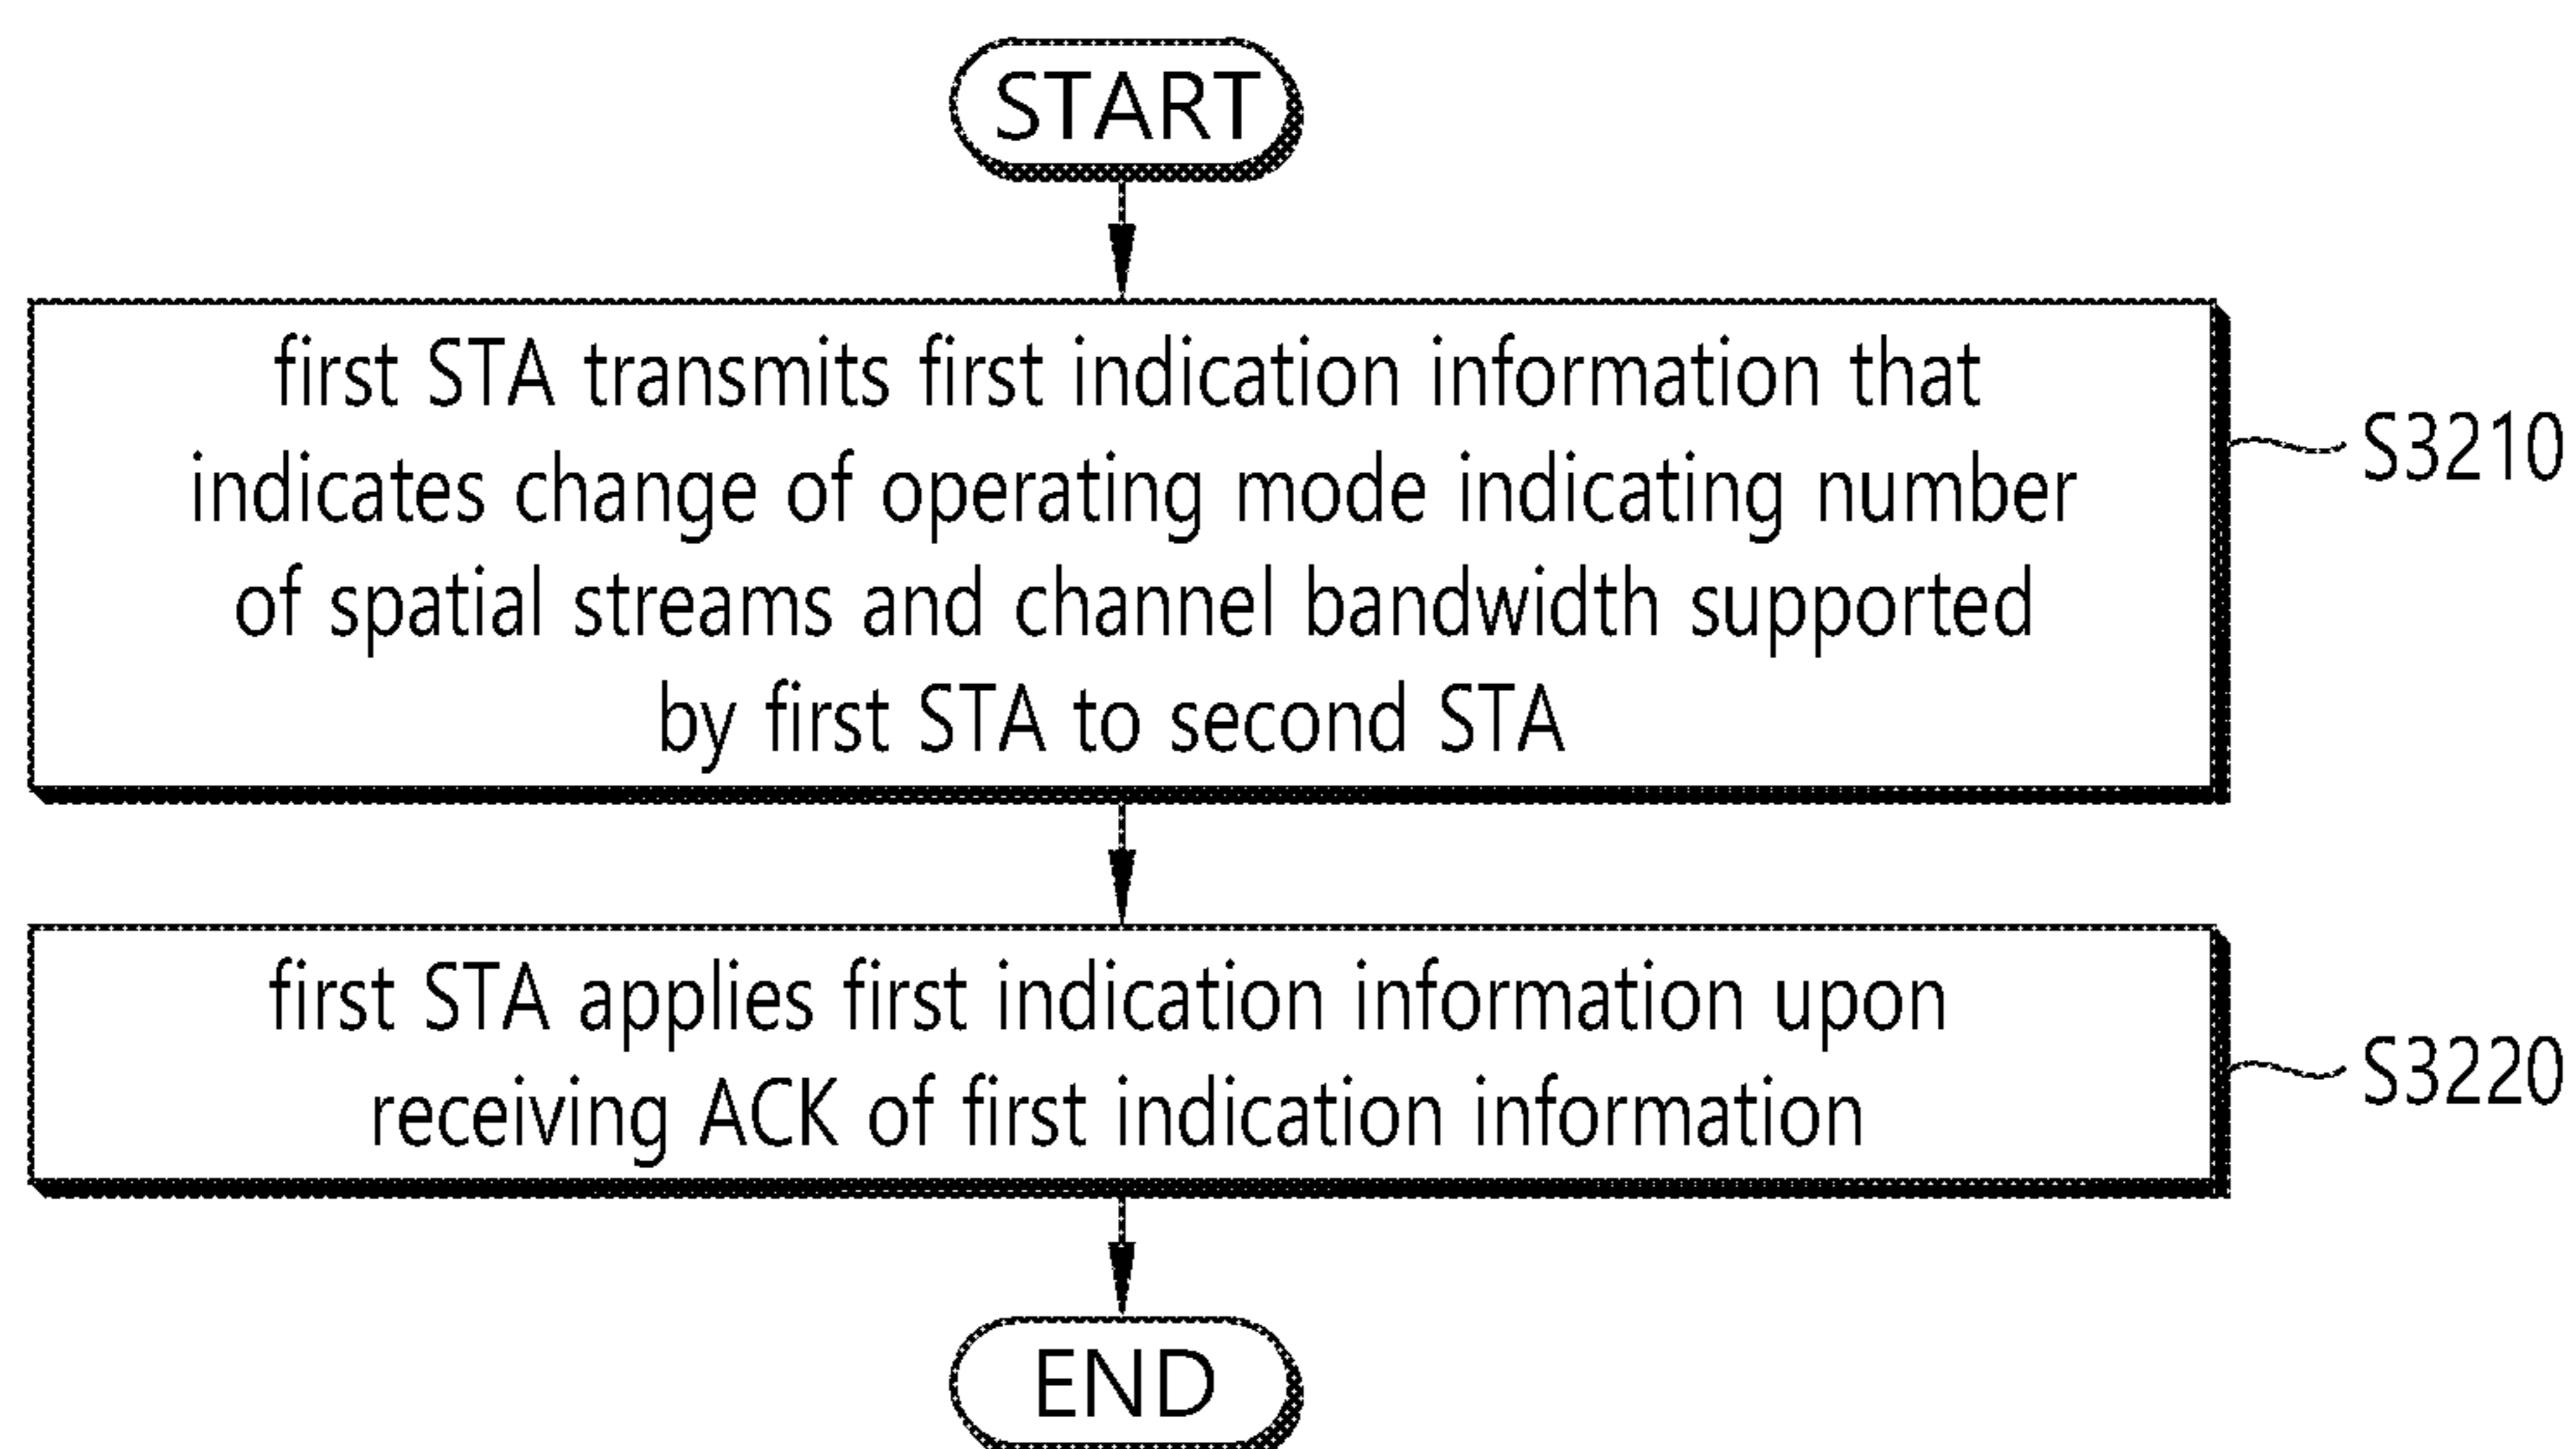 START
first STA transmits first indication information that
indicates change of operating mode indicating number
of spatial streams and channel bandwidth supported
by first STA to second STA
S3210
first STA applies first indication information upon
receiving ACK of first indication information
S3220
END